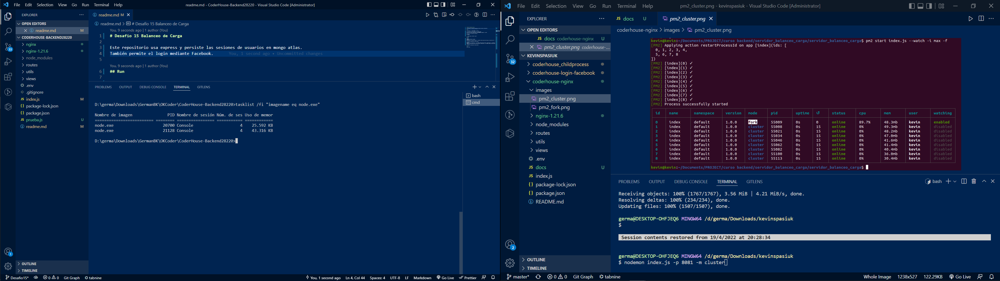 File Edit Selection View Go Run Terminal Help
readme.md - CoderHouse-Backend28220 - Visual Studio Code [Administrator]
EXPLORER
OPEN EDITORS
readme.md M
CODERHOUSE-BACKEND28220
nginx
nginx-1.21.6
node_modules
routes
utils
views
.env
.gitignore
JS index.js M
{} package-lock.json
{} package.json
JS prueba.js U
readme.md M
33
1
OUTLINE
TIMELINE
readme.md M
readme.md > # Desafio 15 Balanceo de Carga
You, 9 seconds ago | 1 author (You)
1 # Desafio 15 Balanceo de Carga
2
3 Este repositorio usa express y persiste las sesiones de usuarios en mongo atlas.
4 También permite el login mediante Facebook. You, 1 second ago • Uncommitted changes
5
You, 9 seconds ago | 1 author (You)
6 ## Run
7
PROBLEMS OUTPUT DEBUG CONSOLE TERMINAL GITLENS
bash
cmd
D:\germa\Downloads\GermanBK\OKCoder\CoderHouse-Backend28220>tasklist /fi "imagename eq node.exe"
Nombre de imagen PID Nombre de sesión Núm. de ses Uso de memor
========================= ======== ================ =========== ============
node.exe 20700 Console 4 25.592 KB
node.exe 21128 Console 4 43.316 KB
D:\germa\Downloads\GermanBK\OKCoder\CoderHouse-Backend28220>
Desafio15* 0 0 Git Graph tabnine
You, 1 second ago Ln 4, Col 44 Spaces: 4 UTF-8 LF Markdown Go Live Prettier
File Edit Selection View Go Run Terminal Help
pm2_cluster.png - kevinspasiuk - Visual Studio Code [Administrator]
EXPLORER
OPEN EDITORS
JS docs coderhouse-nginx U
pm2_cluster.png coderhouse-...
KEVINSPASIUK
coderhouse_childprocess
coderhouse-login-facebook
coderhouse-nginx
images
pm2_cluster.png
pm2_fork.png
nginx-1.21.6
node_modules
routes
utils
views
.env
JS docs U
JS index.js
{} package-lock.json
{} package.json
README.md
32
2
OUTLINE
TIMELINE
JS docs U pm2_cluster.png
coderhouse-nginx > images > pm2_cluster.png
kevin@kevin:~/Documents/PROJECT/curso backend/servidor_balanceo_carga/servidor_balanceo_carga$ pm2 start index.js --watch -i max -f
[PM2] Applying action restartProcessId on app [index](ids: [
0, 1, 2, 3, 4,
5, 6, 7, 8
])
[PM2] [index](0) ✓
[PM2] [index](1) ✓
[PM2] [index](2) ✓
[PM2] [index](3) ✓
[PM2] [index](4) ✓
[PM2] [index](5) ✓
[PM2] [index](6) ✓
[PM2] [index](7) ✓
[PM2] [index](8) ✓
[PM2] Process successfully started
id name namespace version mode pid uptime ↺ status cpu mem user watching
0 index default 1.0.0 fork 55009 0s 0 online 89.7% 48.3mb kevin enabled
1 index default 1.0.0 cluster 55008 0s 15 online 0% 49.3mb kevin disabled
2 index default 1.0.0 cluster 55021 0s 15 online 0% 48.2mb kevin disabled
3 index default 1.0.0 cluster 55034 0s 15 online 0% 47.0mb kevin disabled
4 index default 1.0.0 cluster 55046 0s 15 online 0% 41.6mb kevin disabled
5 index default 1.0.0 cluster 55062 0s 15 online 0% 41.4mb kevin disabled
6 index default 1.0.0 cluster 55082 0s 15 online 0% 40.4mb kevin disabled
7 index default 1.0.0 cluster 55100 0s 15 online 0% 36.0mb kevin disabled
8 index default 1.0.0 cluster 55113 0s 15 online 0% 30.4mb kevin disabled
kevin@kevin:~/Documents/PROJECT/curso backend/servidor_balanceo_carga/servidor_balanceo_carga$
PROBLEMS OUTPUT DEBUG CONSOLE TERMINAL GITLENS
bash
Receiving objects: 100% (1767/1767), 3.56 MiB | 4.21 MiB/s, done.
Resolving deltas: 100% (234/234), done.
Updating files: 100% (1507/1507), done.
germa@DESKTOP-OHFJEQ6 MINGW64 /d/germa/Downloads/kevinspasiuk
$
Session contents restored from 19/4/2022 at 20:28:34
germa@DESKTOP-OHFJEQ6 MINGW64 /d/germa/Downloads/kevinspasiuk
$ nodemon index.js -p 8081 -m cluster
master* 0 0 Git Graph tabnine
Whole Image 1238x527 122.29KB Go Live